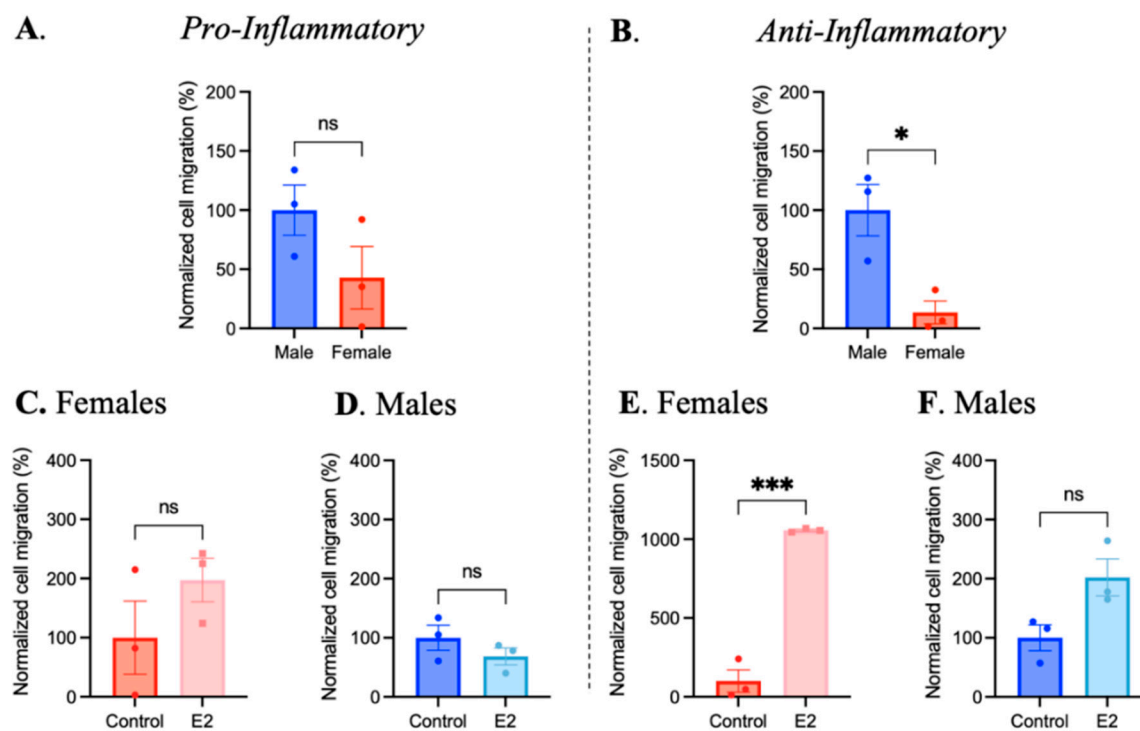 A. Pro-Inflammatory
Normalized cell migration (%)
200
150
100
50
0
ns
Male Female
B. Anti-Inflammatory
Normalized cell migration (%)
200
150
100
50
0
*
Male Female
C. Females
Normalized cell migration (%)
400
300
200
100
0
ns
Control E2
D. Males
Normalized cell migration (%)
400
300
200
100
0
ns
Control E2
E. Females
Normalized cell migration (%)
1500
1000
500
0
***
Control E2
F. Males
Normalized cell migration (%)
400
300
200
100
0
ns
Control E2